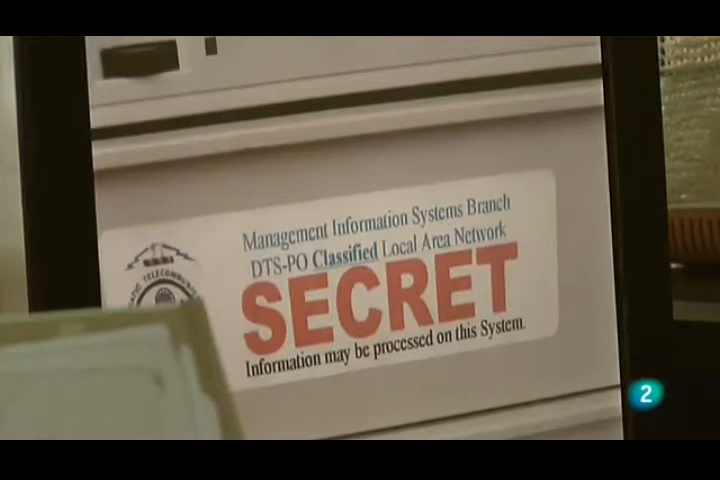 Management Information Systems Branch
DTS-PO Classified Local Area Network
SECRET
Information may be processed on this System.
2